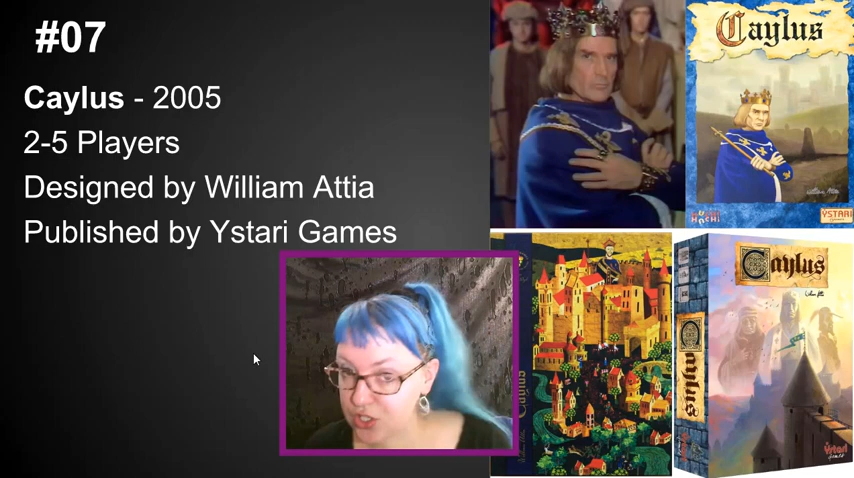 #07
Caylus - 2005
2-5 Players
Designed by William Attia
Published by Ystari Games
Caylus
YSTARI
Caylus
Caylus
Caylus
Ystari